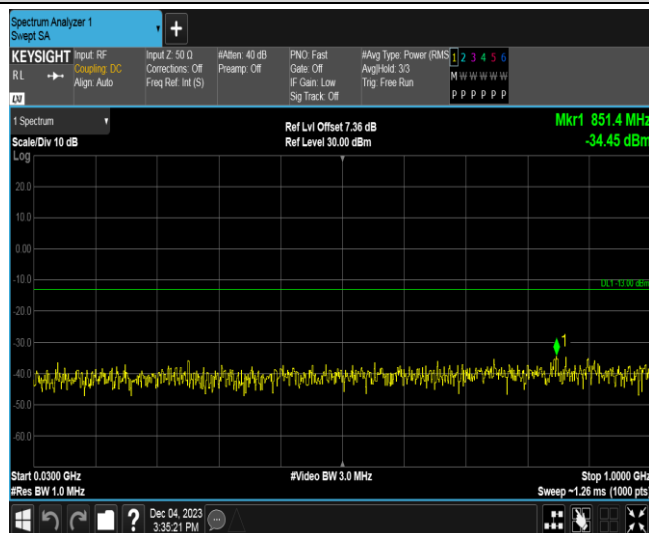 Spectrum Analyzer 1
Swept SA
KEYSIGHT
RL
LXI
Input: RF
Coupling: DC
Align: Auto
Input Z: 50 Ω
Corrections: Off
Freq Ref: Int (S)
#Atten: 40 dB
Preamp: Off
PNO: Fast
Gate: Off
IF Gain: Low
Sig Track: Off
#Avg Type: Power (RMS
Avg|Hold: 3/3
Trig: Free Run
1 2 3 4 5 6
M W W W W W
P P P P P P
1 Spectrum
Scale/Div 10 dB
Log
Ref Lvl Offset 7.36 dB
Ref Level 30.00 dBm
Mkr1 851.4 MHz
-34.45 dBm
20.0
10.0
0.00
-10.0
DL1 -13.00 dBm
-20.0
-30.0
1
-40.0
-50.0
-60.0
Start 0.0300 GHz
#Res BW 1.0 MHz
#Video BW 3.0 MHz
Stop 1.0000 GHz
Sweep ~1.26 ms (1000 pts)
Dec 04, 2023
3:35:21 PM